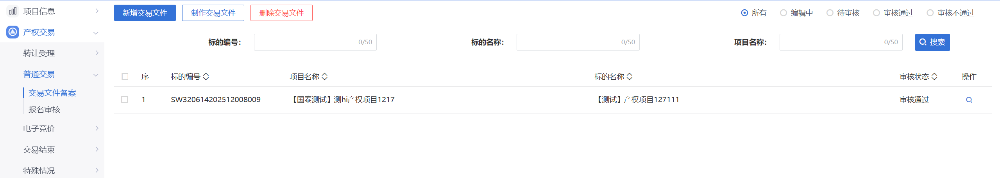 项目信息
产权交易
转让受理
普通交易
交易文件备案
报名审核
电子竞价
交易结束
特殊情况
新增交易文件 制作交易文件 删除交易文件 所有 编辑中 待审核 审核通过 审核不通过
标的编号： 0/50 标的名称： 0/50 项目名称： 0/50 搜索
序 标的编号 项目名称 标的名称 审核状态 操作
1 SW320614202512008009 【国泰测试】测hi产权项目1217 【测试】产权项目127111 审核通过